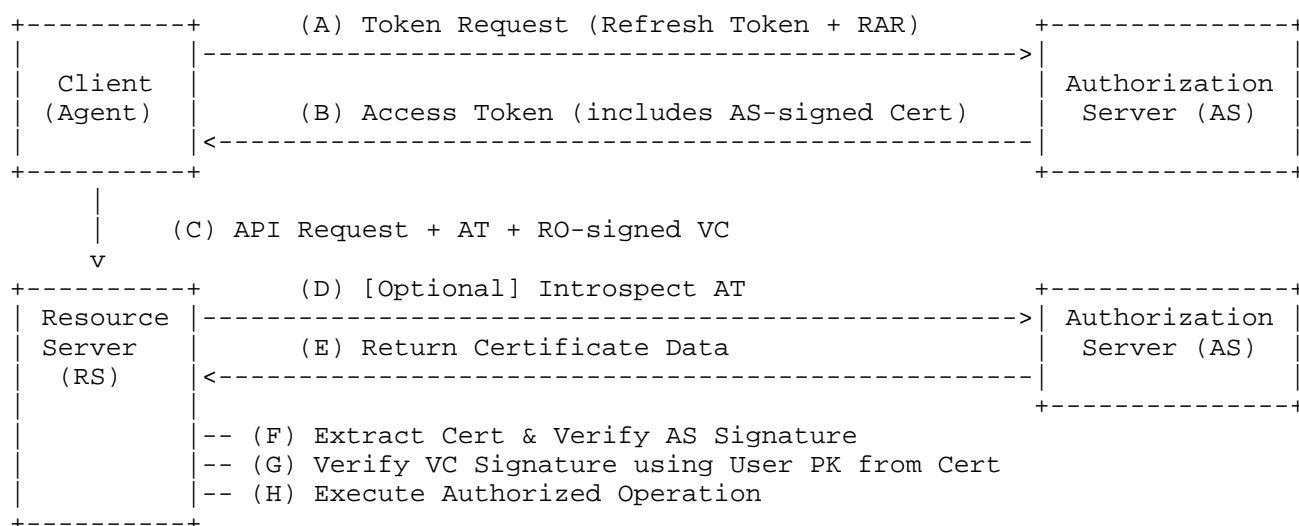 (A) Token Request (Refresh Token + RAR)
Client
(Agent)
Authorization
Server (AS)
(B) Access Token (includes AS-signed Cert)
(C) API Request + AT + RO-signed VC
v
(D) [Optional] Introspect AT
Resource
Server
(RS)
Authorization
Server (AS)
(E) Return Certificate Data
-- (F) Extract Cert & Verify AS Signature
-- (G) Verify VC Signature using User PK from Cert
-- (H) Execute Authorized Operation